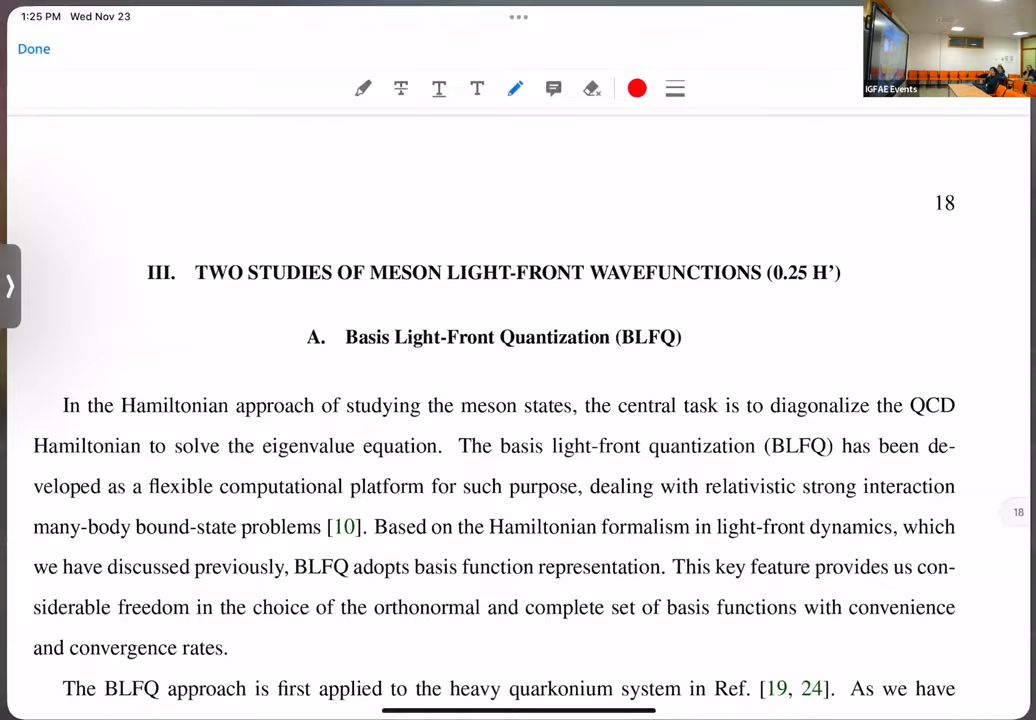 1:25 PM Wed Nov 23
Done
T T T
IGFAE Events
18
III. TWO STUDIES OF MESON LIGHT-FRONT WAVEFUNCTIONS (0.25 H’)
A. Basis Light-Front Quantization (BLFQ)
In the Hamiltonian approach of studying the meson states, the central task is to diagonalize the QCD
Hamiltonian to solve the eigenvalue equation. The basis light-front quantization (BLFQ) has been de-
veloped as a flexible computational platform for such purpose, dealing with relativistic strong interaction
many-body bound-state problems [10]. Based on the Hamiltonian formalism in light-front dynamics, which
18
we have discussed previously, BLFQ adopts basis function representation. This key feature provides us con-
siderable freedom in the choice of the orthonormal and complete set of basis functions with convenience
and convergence rates.
The BLFQ approach is first applied to the heavy quarkonium system in Ref. [19, 24]. As we have